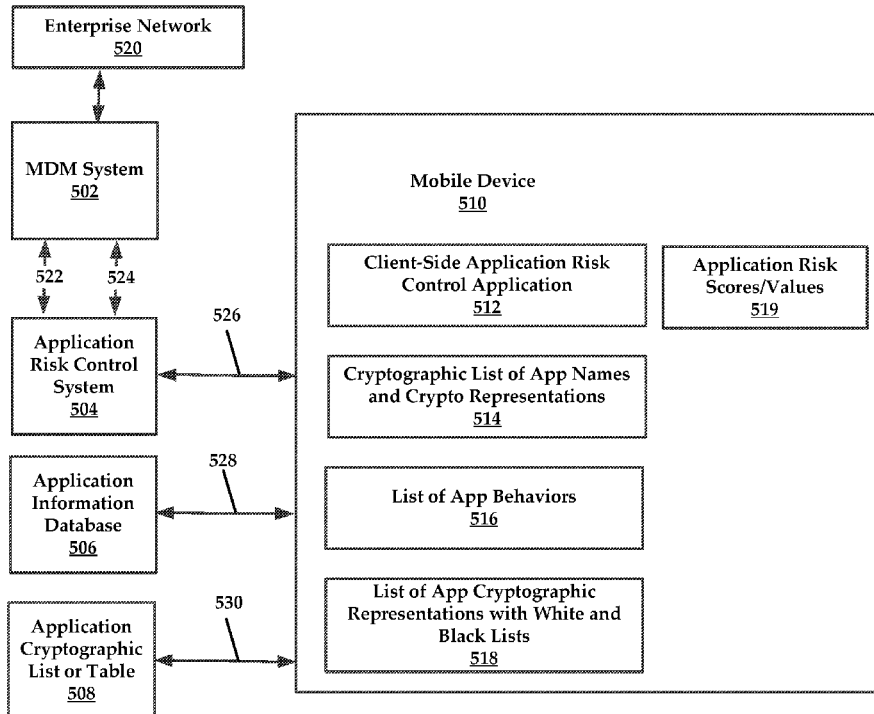 Enterprise Network
520
MDM System
502
522
524
Application
Risk Control
System
504
526
Application
Information
Database
506
528
Application
Cryptographic
List or Table
508
530
Mobile Device
510
Client-Side Application Risk
Control Application
512
Application Risk
Scores/Values
519
Cryptographic List of App Names
and Crypto Representations
514
List of App Behaviors
516
List of App Cryptographic
Representations with White and
Black Lists
518